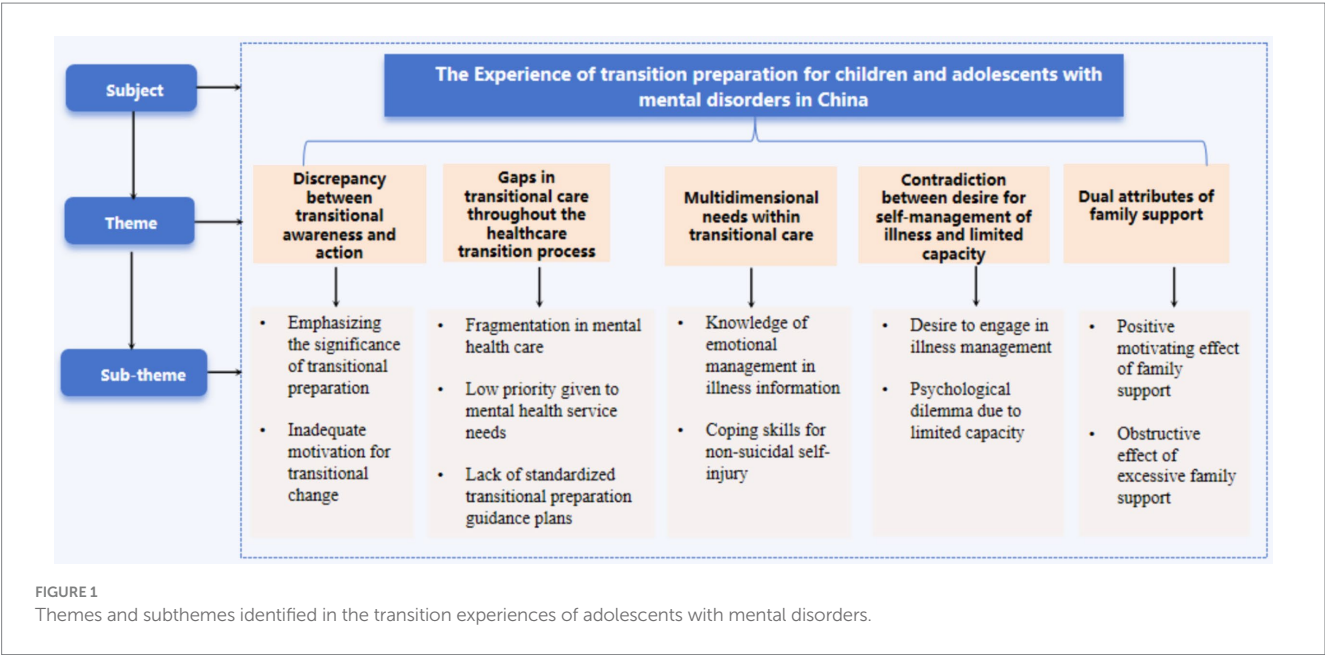 Subject
The Experience of transition preparation for children and adolescents with
mental disorders in China
Theme
Discrepancy
between
transitional
awareness and
action
Gaps in
transitional care
throughout the
healthcare
transition process
Multidimensional
needs within
transitional care
Contradiction
between desire for
self-management of
illness and limited
capacity
Dual attributes of
family support
Sub-theme
• Emphasizing
the significance
of transitional
preparation
• Inadequate
motivation for
transitional
change
• Fragmentation in mental
health care
• Low priority given to
mental health service
needs
• Lack of standardized
transitional preparation
guidance plans
• Knowledge of
emotional
management in
illness information
• Coping skills for
non-suicidal self-
injury
• Desire to engage in
illness management
• Psychological
dilemma due to
limited capacity
• Positive
motivating effect
of family
support
• Obstructive
effect of
excessive family
support
FIGURE 1
Themes and subthemes identified in the transition experiences of adolescents with mental disorders.